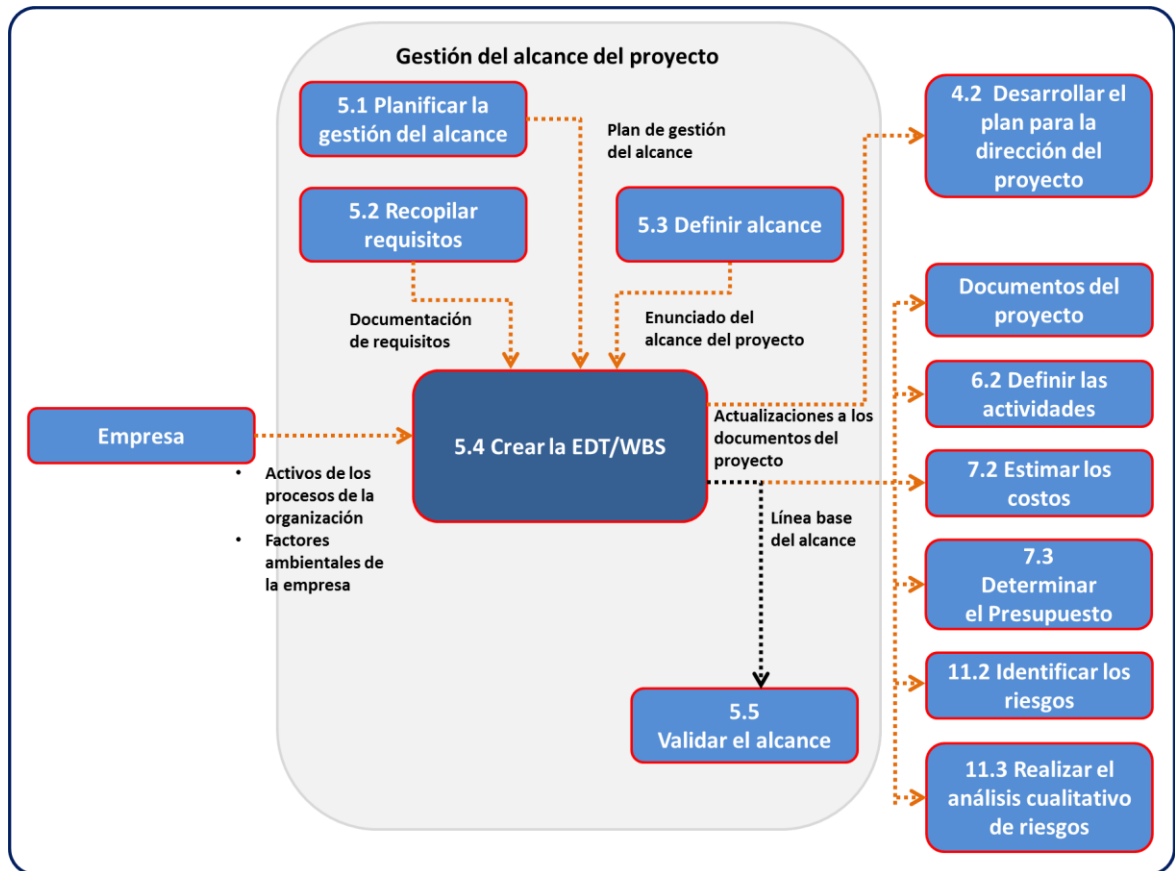 Gestión del alcance del proyecto
5.1 Planificar la
gestión del alcance
Plan de gestión
del alcance
4.2 Desarrollar el
plan para la
dirección del
proyecto
5.2 Recopilar
requisitos
5.3 Definir alcance
Documentación
de requisitos
Enunciado del
alcance del proyecto
Documentos del
proyecto
6.2 Definir las
actividades
Empresa
5.4 Crear la EDT/WBS
Actualizaciones a los
documentos del
proyecto
7.2 Estimar los
costos
• Activos de los
procesos de la
organización
• Factores
ambientales de
la empresa
Línea base
del alcance
7.3
Determinar
el Presupuesto
11.2 Identificar los
riesgos
5.5
Validar el alcance
11.3 Realizar el
análisis cualitativo
de riesgos